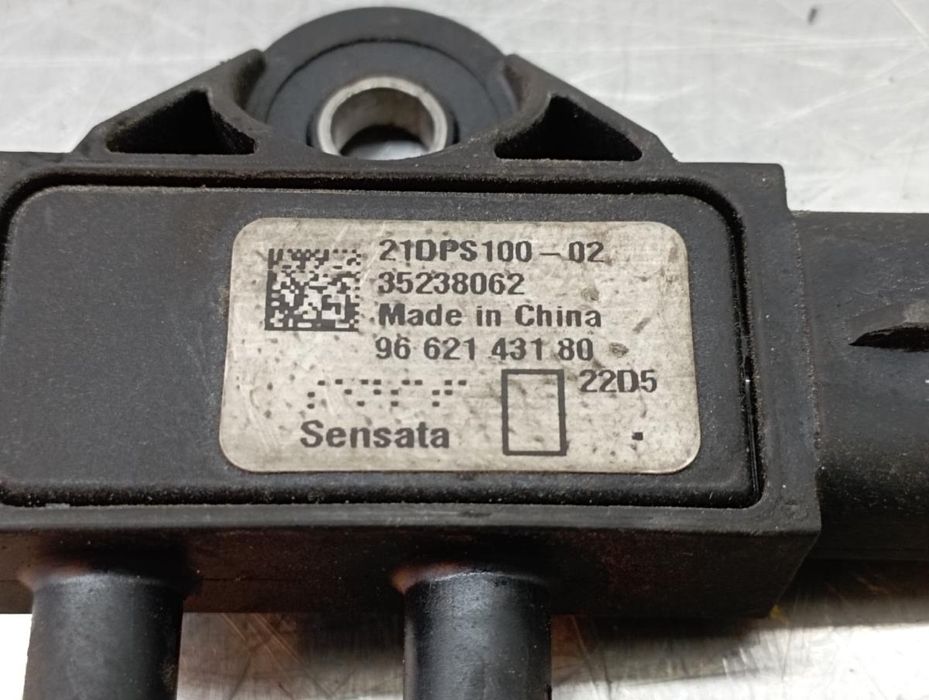 21DPS100-02
35238062
Made in China
96 621 431 80
22D5
Sensata